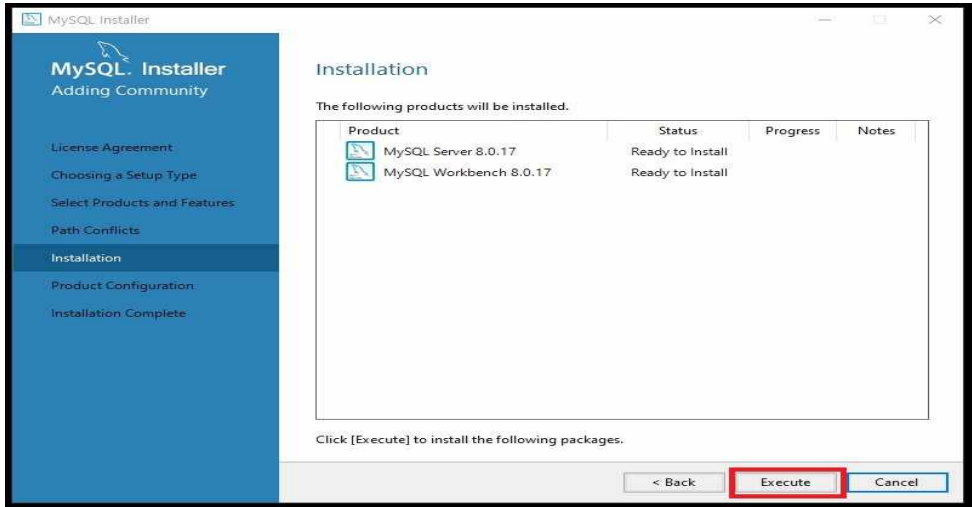 MySQL Installer
MySQL. Installer
Adding Community
License Agreement
Choosing a Setup Type
Select Products and Features
Path Conflicts
Installation
Product Configuration
Installation Complete
Installation
The following products will be installed.
Product Status Progress Notes
MySQL Server 8.0.17 Ready to Install
MySQL Workbench 8.0.17 Ready to Install
Click [Execute] to install the following packages.
< Back Execute Cancel